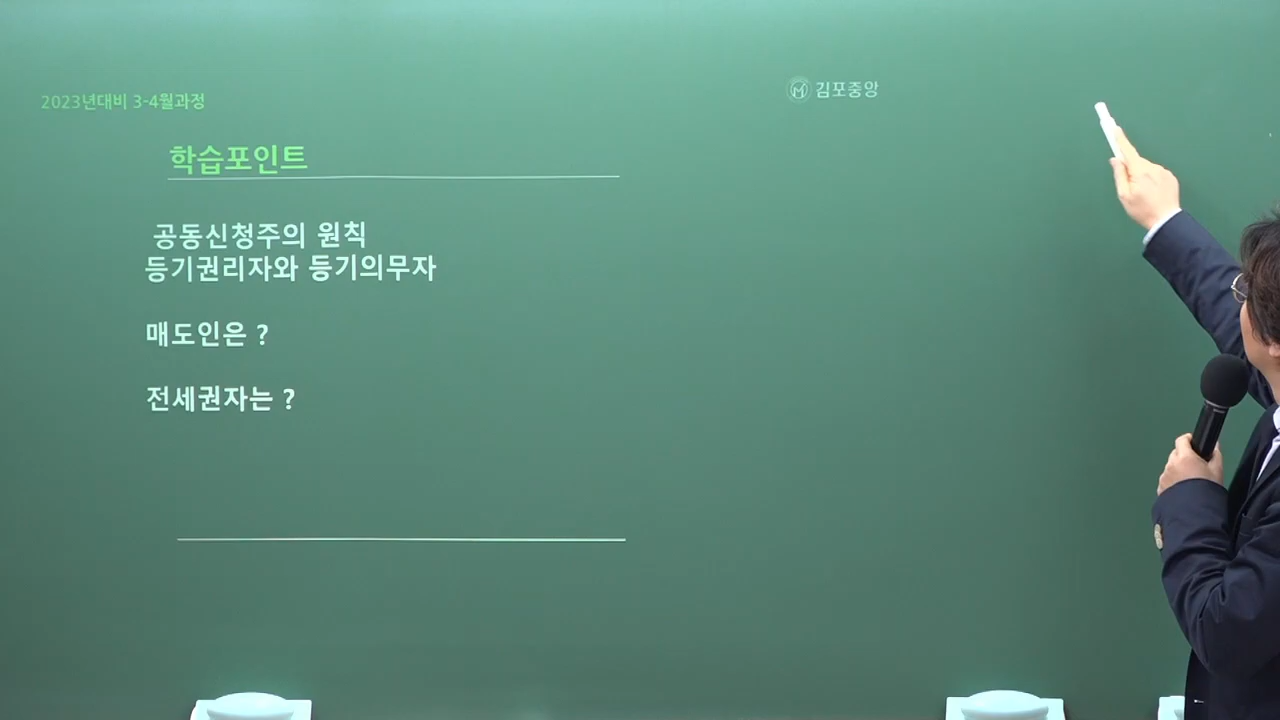 2023년대비 3-4월과정
김포중앙
학습포인트
공동신청주의 원칙
등기권리자와 등기의무자
매도인은 ?
전세권자는 ?